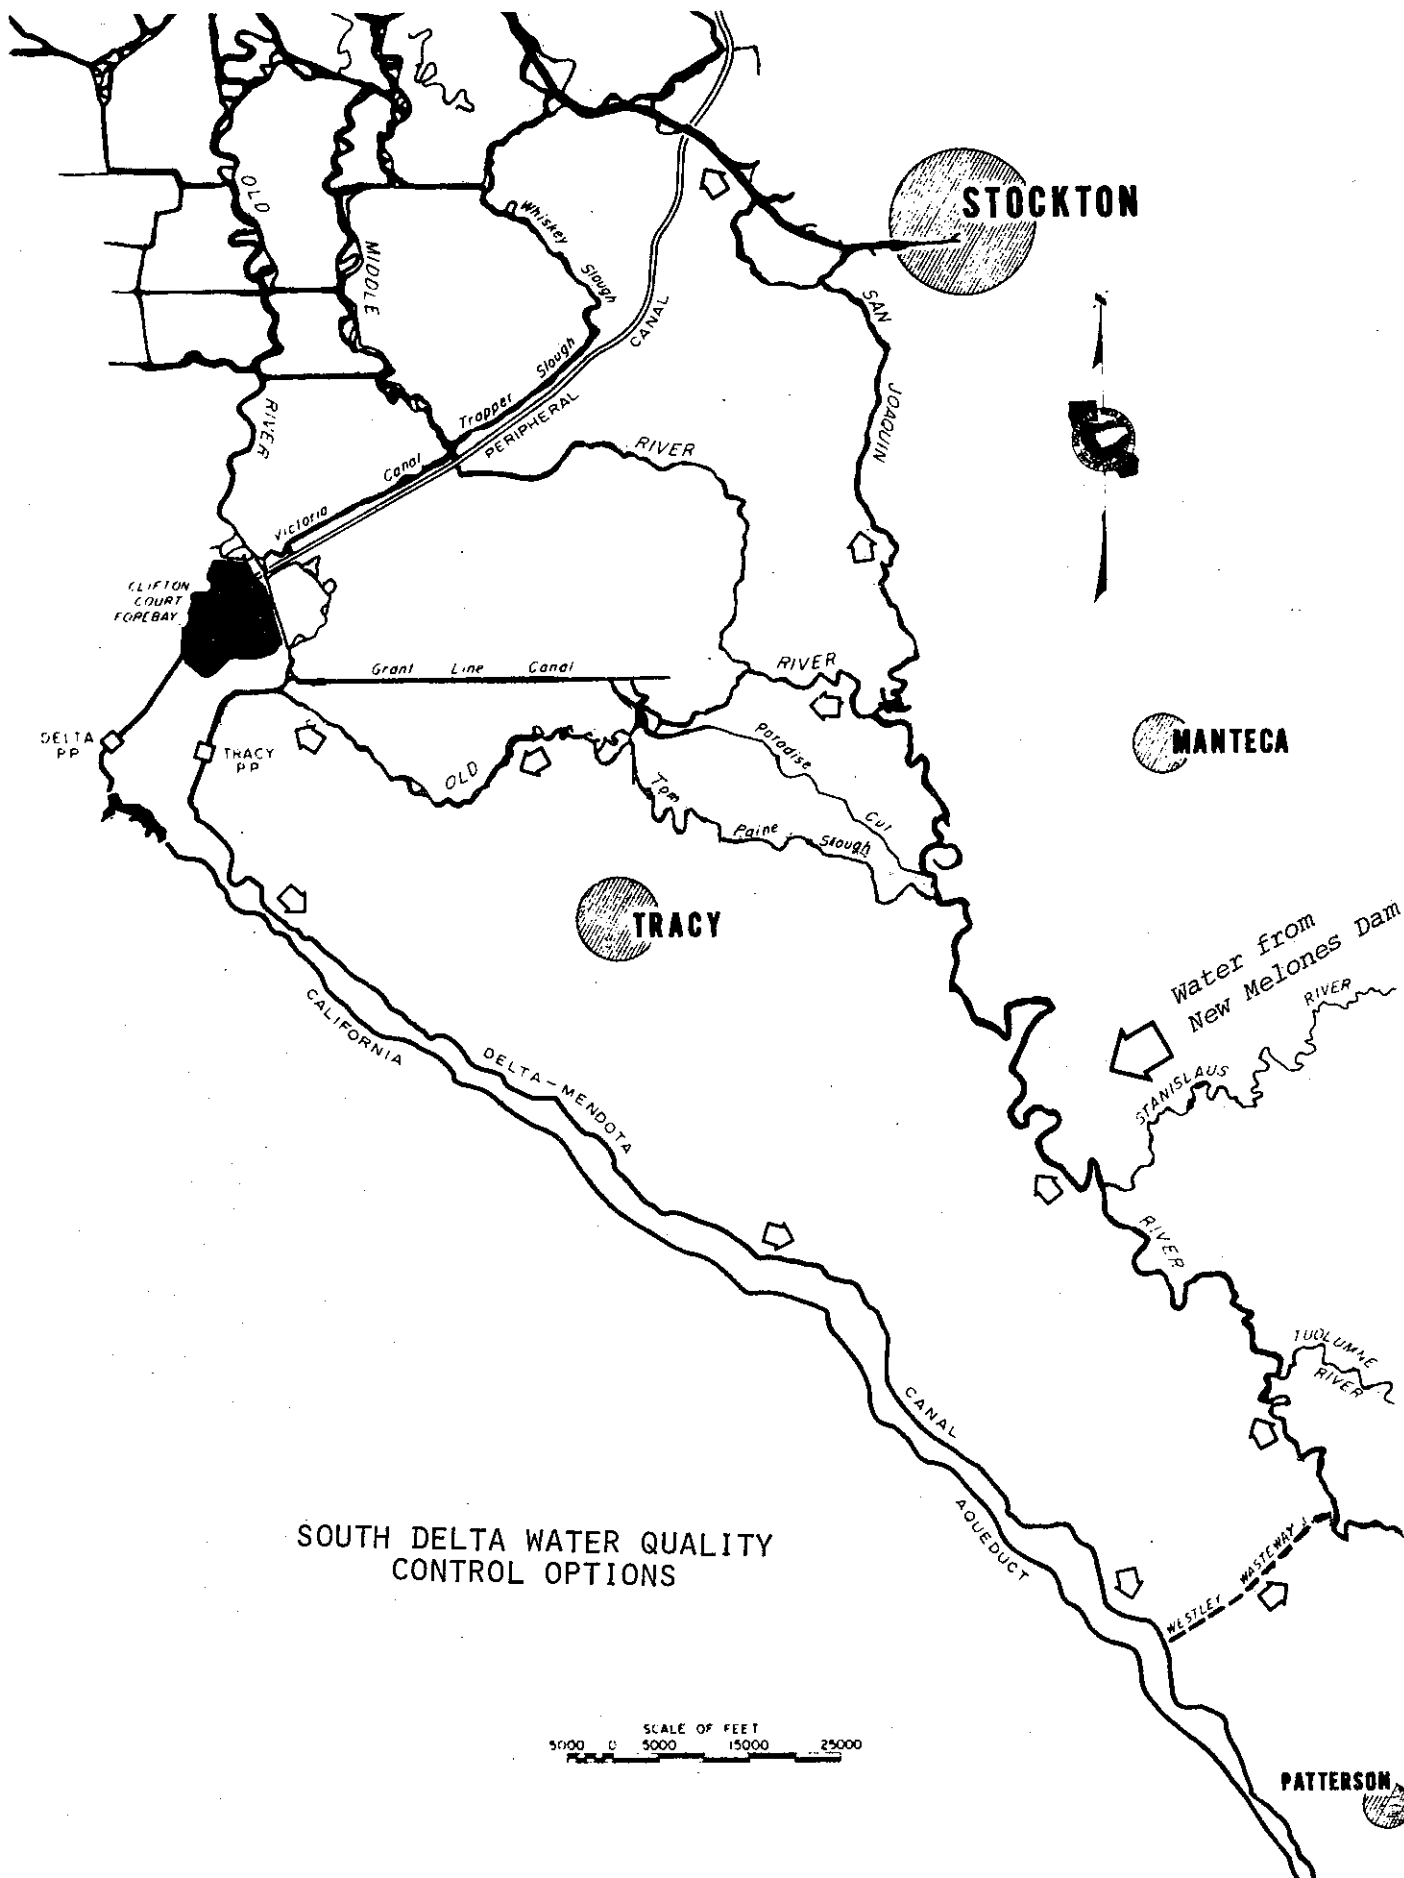 STOCKTON
OLD
Whiskey
Slough
MIDDLE
SAN
CANAL
Slough
JOAQUIN
Trapper
PERIPHERAL
RIVER
RIVER
Canal
Victoria
CLIFTON
COURT
FOREBAY
Grant Line Canal
RIVER
DELTA
PP
TRACY
PP
MANTECA
Paradise
OLD
Tom
Cut
Paine Slough
TRACY
Water from
New Melones Dam
RIVER
CALIFORNIA
DELTA-MENDOTA
STANISLAUS
RIVER
TUOLUMNE
RIVER
CANAL
AQUEDUCT
SOUTH DELTA WATER QUALITY
CONTROL OPTIONS
WASTEWAY
WESTLEY
SCALE OF FEET
5000 0 5000 15000 25000
PATTERSON